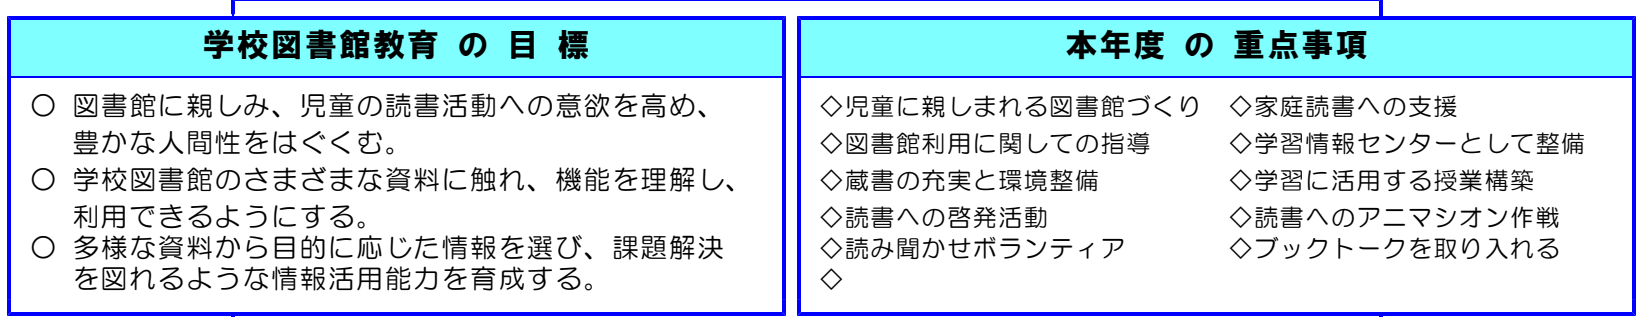 学校図書館教育 の 目 標
〇 図書館に親しみ、児童の読書活動への意欲を高め、
豊かな人間性をはぐくむ。
〇 学校図書館のさまざまな資料に触れ、機能を理解し、
利用できるようにする。
〇 多様な資料から目的に応じた情報を選び、課題解決
を図れるような情報活用能力を育成する。
本年度 の 重点事項
◇児童に親しまれる図書館づくり ◇家庭読書への支援
◇図書館利用に関しての指導 ◇学習情報センターとして整備
◇蔵書の充実と環境整備 ◇学習に活用する授業構築
◇読書への啓発活動 ◇読書へのアニマシオン作戦
◇読み聞かせボランティア ◇ブックトークを取り入れる
◇